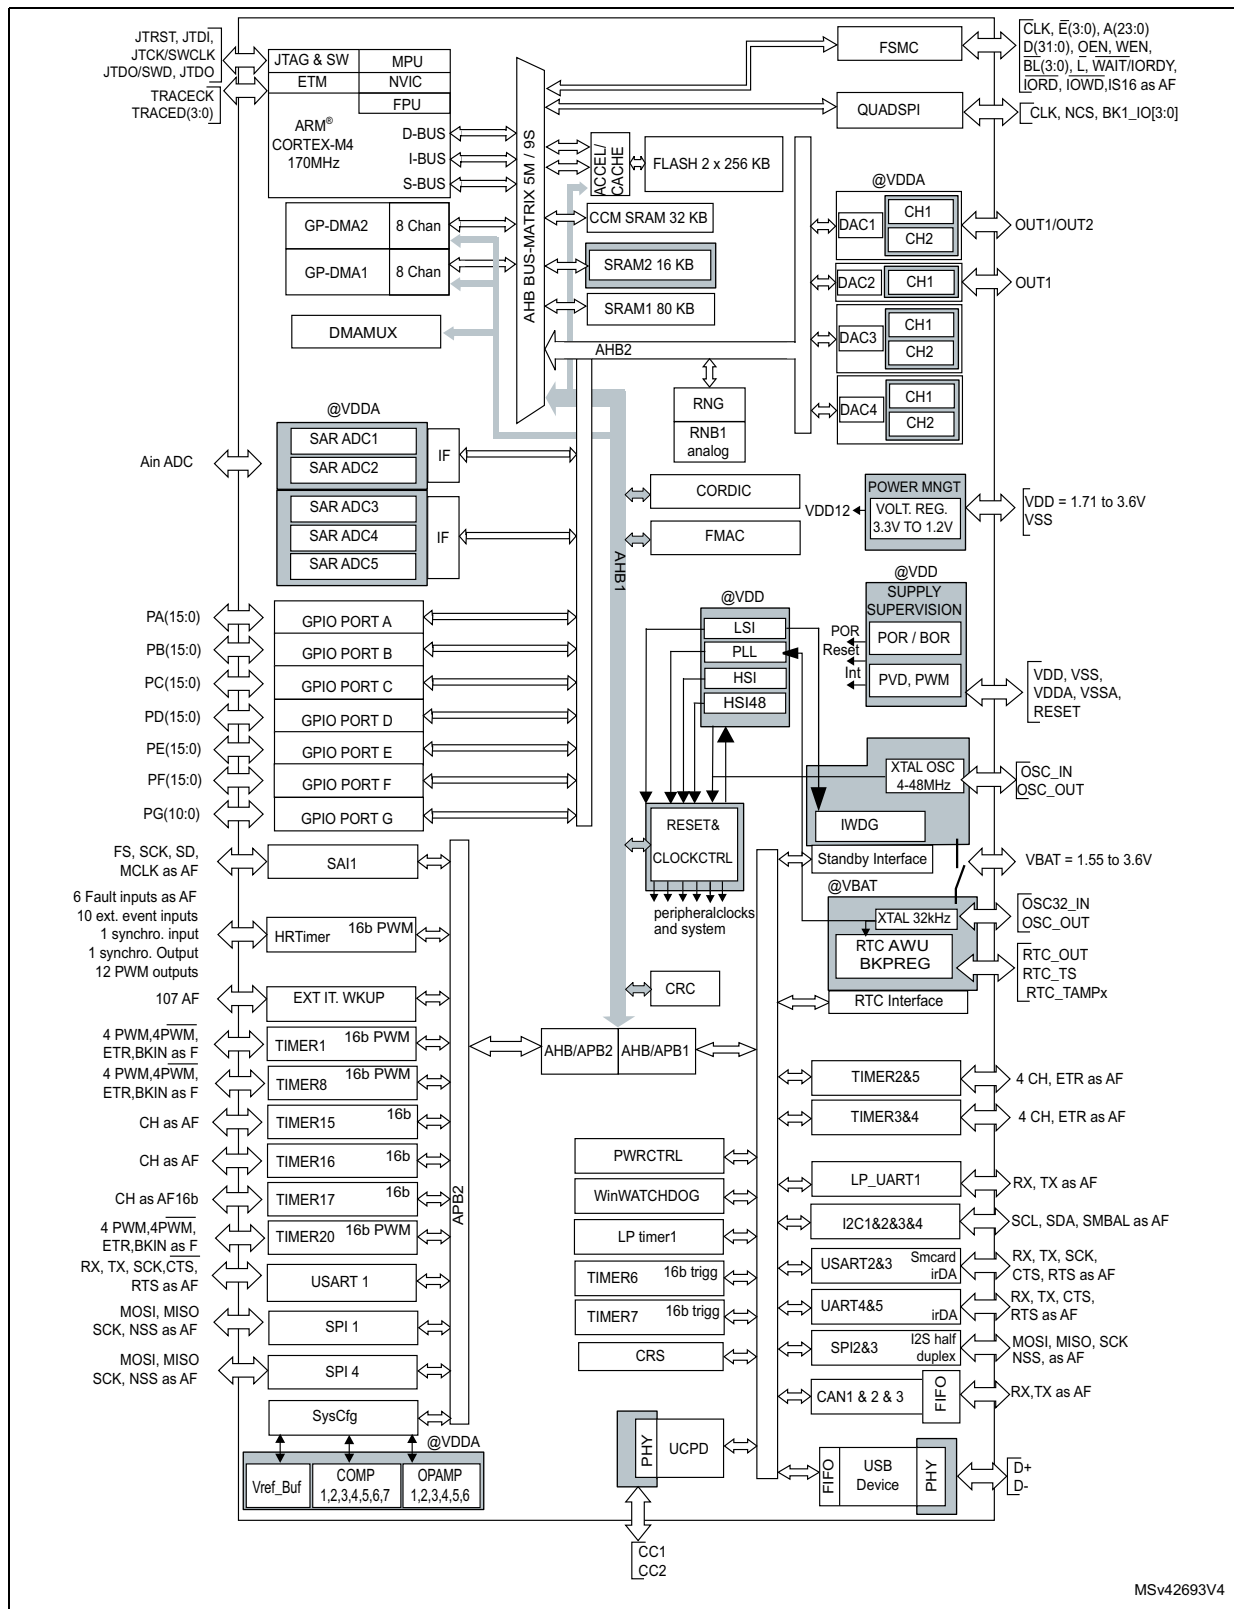 JTRST, JTDI,
JTCK/SWCLK
JTDO/SWD, JTDO
TRACECK
TRACED(3:0)
JTAG & SW
MPU
ETM
NVIC
FPU
ARM®
CORTEX-M4
170MHz
D-BUS
I-BUS
S-BUS
GP-DMA2
8 Chan
GP-DMA1
8 Chan
DMAMUX
AHB BUS-MATRIX 5M / 9S
ACCEL/
CACHE
FLASH 2 x 256 KB
CCM SRAM 32 KB
SRAM2 16 KB
SRAM1 80 KB
AHB2
RNG
RNB1
analog
FSMC
CLK, E(3:0), A(23:0)
D(31:0), OEN, WEN,
BL(3:0), L, WAIT/IORDY,
IORD, IOWD,IS16 as AF
QUADSPI
CLK, NCS, BK1_IO[3:0]
@VDDA
DAC1
CH1
CH2
OUT1/OUT2
DAC2
CH1
OUT1
DAC3
CH1
CH2
DAC4
CH1
CH2
@VDDA
SAR ADC1
SAR ADC2
IF
Ain ADC
SAR ADC3
SAR ADC4
SAR ADC5
IF
CORDIC
FMAC
AHB1
POWER MNGT
VDD12
VOLT. REG.
3.3V TO 1.2V
VDD = 1.71 to 3.6V
VSS
@VDD
SUPPLY
SUPERVISION
POR
Reset
Int
POR / BOR
PVD, PWM
VDD, VSS,
VDDA, VSSA,
RESET
@VDD
LSI
PLL
HSI
HSI48
PA(15:0)
GPIO PORT A
PB(15:0)
GPIO PORT B
PC(15:0)
GPIO PORT C
PD(15:0)
GPIO PORT D
PE(15:0)
GPIO PORT E
PF(15:0)
GPIO PORT F
PG(10:0)
GPIO PORT G
XTAL OSC
4-48MHz
OSC_IN
OSC_OUT
IWDG
RESET&
CLOCKCTRL
peripheralclocks
and system
Standby Interface
VBAT = 1.55 to 3.6V
@VBAT
XTAL 32kHz
OSC32_IN
OSC_OUT
RTC AWU
BKPREG
RTC_OUT
RTC_TS
RTC_TAMPx
RTC Interface
FS, SCK, SD,
MCLK as AF
SAI1
6 Fault inputs as AF
10 ext. event inputs
1 synchro. input
1 synchro. Output
12 PWM outputs
HRTimer
16b PWM
107 AF
EXT IT. WKUP
CRC
AHB/APB2
AHB/APB1
4 PWM,4PWM,
ETR,BKIN as F
TIMER1
16b PWM
4 PWM,4PWM,
ETR,BKIN as F
TIMER8
16b PWM
CH as AF
TIMER15
16b
CH as AF
TIMER16
16b
CH as AF16b
TIMER17
16b
4 PWM,4PWM,
ETR,BKIN as F
TIMER20
16b PWM
RX, TX, SCK,CTS,
RTS as AF
USART 1
MOSI, MISO
SCK, NSS as AF
SPI 1
MOSI, MISO
SCK, NSS as AF
SPI 4
APB2
SysCfg
@VDDA
Vref_Buf
COMP
1,2,3,4,5,6,7
OPAMP
1,2,3,4,5,6
PWRCTRL
WinWATCHDOG
LP timer1
TIMER6
16b trigg
TIMER7
16b trigg
CRS
PHY
UCPD
CC1
CC2
TIMER2&5
4 CH, ETR as AF
TIMER3&4
4 CH, ETR as AF
LP_UART1
RX, TX as AF
I2C1&2&3&4
SCL, SDA, SMBAL as AF
USART2&3
Smcard
irDA
RX, TX, SCK,
CTS, RTS as AF
UART4&5
irDA
RX, TX, CTS,
RTS as AF
SPI2&3
I2S half
duplex
MOSI, MISO, SCK
NSS, as AF
CAN1 & 2 & 3
FIFO
RX,TX as AF
FIFO
USB
Device
PHY
D+
D-
MSv42693V4